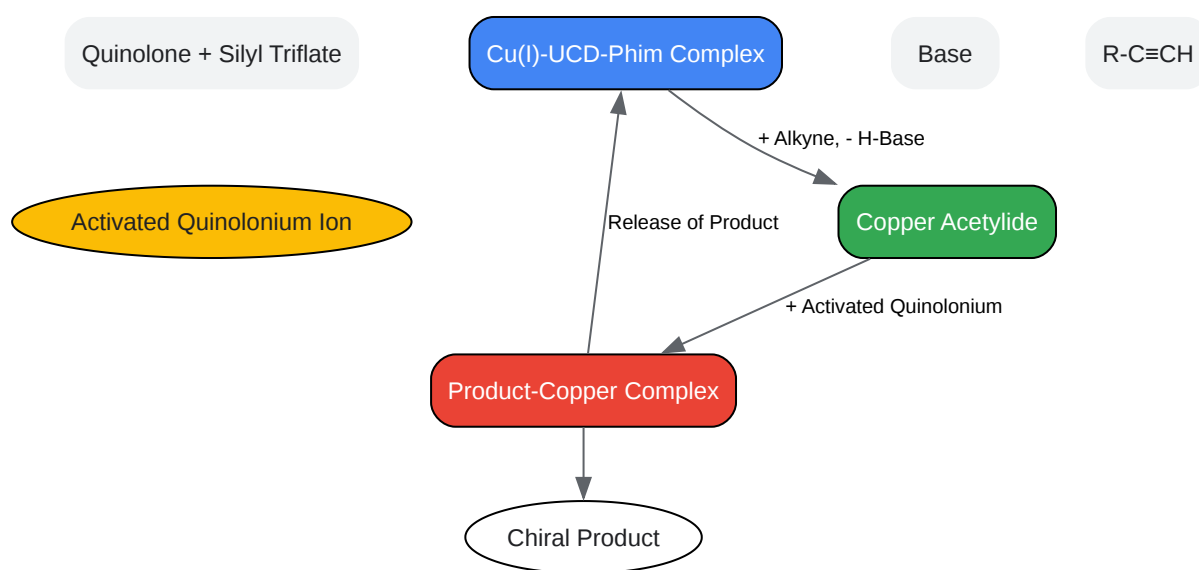 Quinolone + Silyl Triflate
Cu(I)-UCD-Phim Complex
Base
R-C≡CH
+ Alkyne, - H-Base
Activated Quinolonium Ion
Release of Product
Copper Acetylide
+ Activated Quinolonium
Product-Copper Complex
Chiral Product